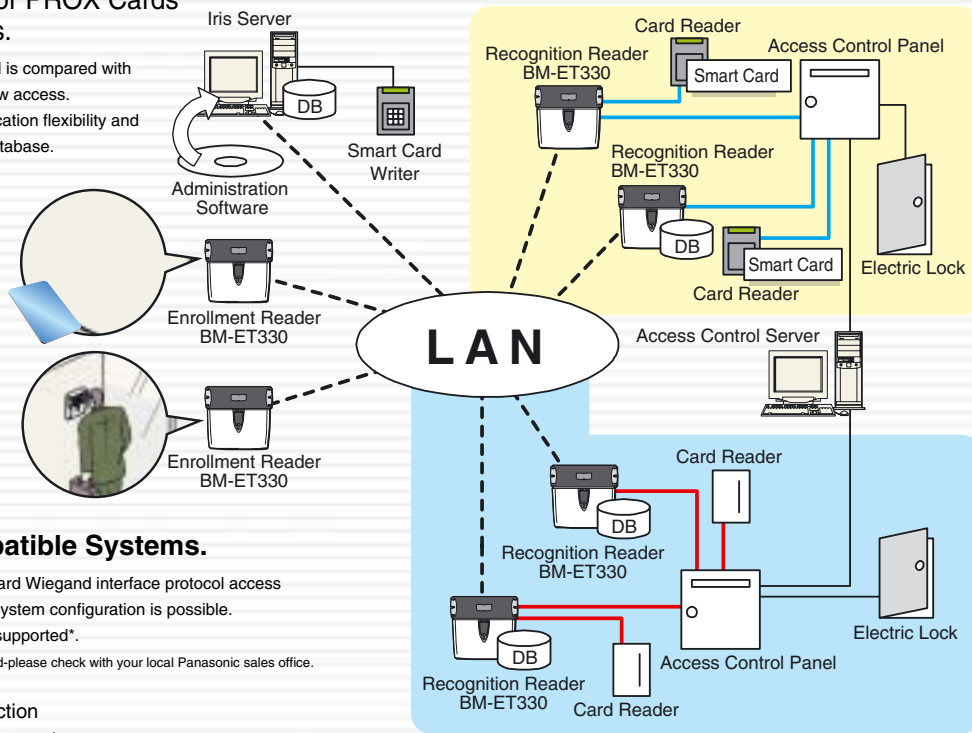 or PROX Cards
s.
is compared with
w access.
cation flexibility and
tabase.
Iris Server
DB
Smart Card
Writer
Administration
Software
Enrollment Reader
BM-ET330
Enrollment Reader
BM-ET330
LAN
Card Reader
Recognition Reader
BM-ET330
Smart Card
Access Control Panel
Recognition Reader
BM-ET330
DB
Smart Card
Card Reader
Electric Lock
Access Control Server
Card Reader
DB
Recognition Reader
BM-ET330
DB
Recognition Reader
BM-ET330
Card Reader
Access Control Panel
Electric Lock
patible Systems.
ard Wiegand interface protocol access
system configuration is possible.
supported*.
d-please check with your local Panasonic sales office.
ction